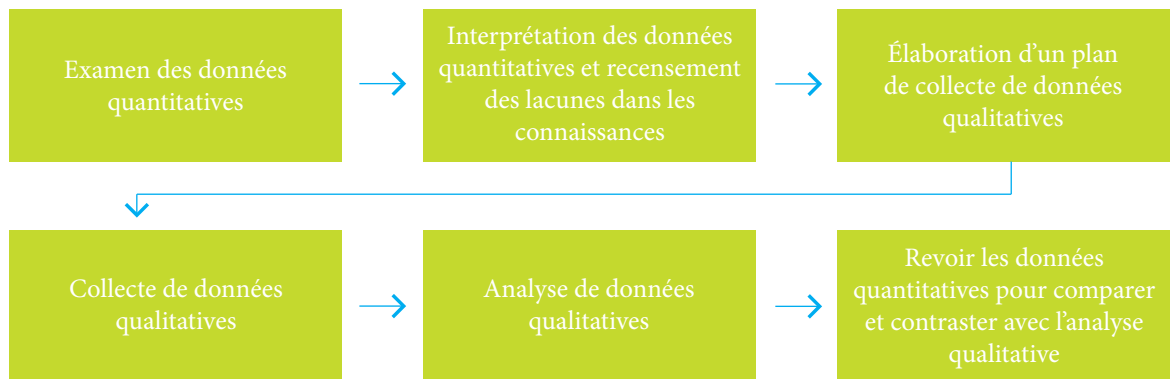 Examen des données
quantitatives
Interprétation des données
quantitatives et recensement
des lacunes dans les
connaissances
Élaboration d’un plan
de collecte de données
qualitatives
Collecte de données
qualitatives
Analyse de données
qualitatives
Revoir les données
quantitatives pour comparer
et contraster avec l’analyse
qualitative